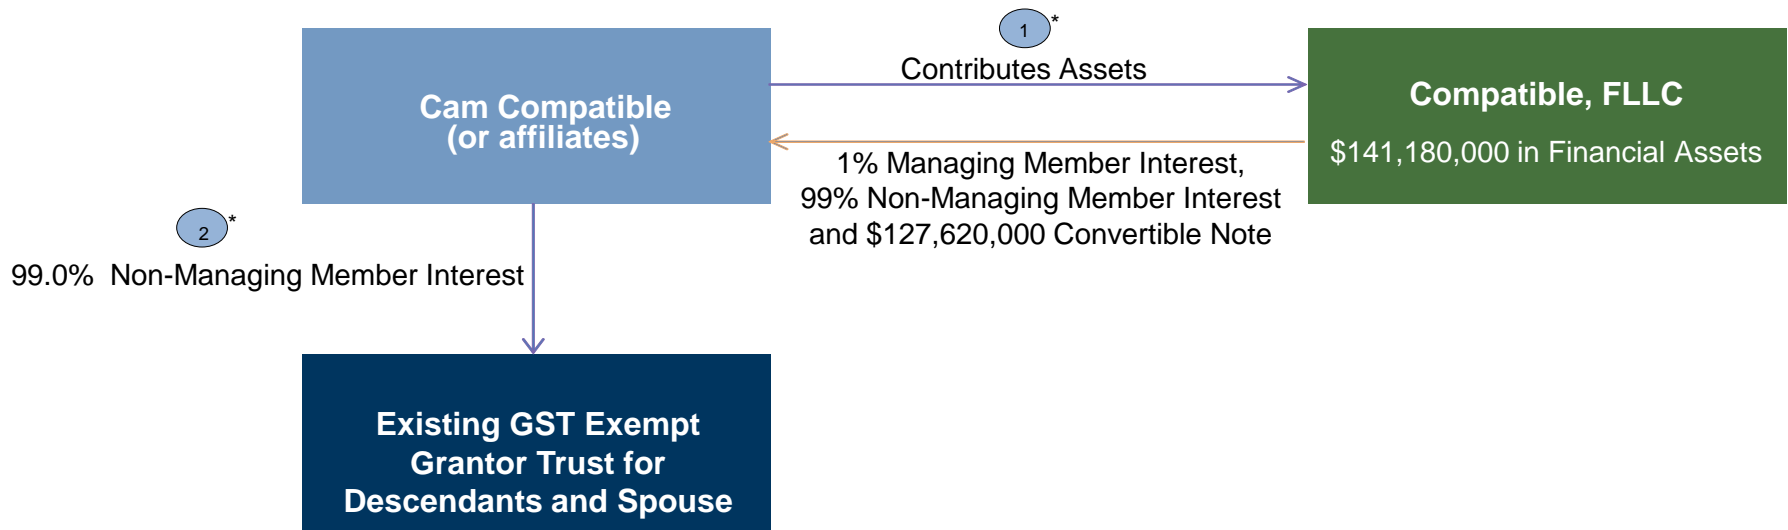 1 *
Contributes Assets
Cam Compatible
(or affiliates)
Compatible, FLLC
$141,180,000 in Financial Assets
1% Managing Member Interest,
99% Non-Managing Member Interest
and $127,620,000 Convertible Note
2 *
99.0% Non-Managing Member Interest
Existing GST Exempt
Grantor Trust for
Descendants and Spouse